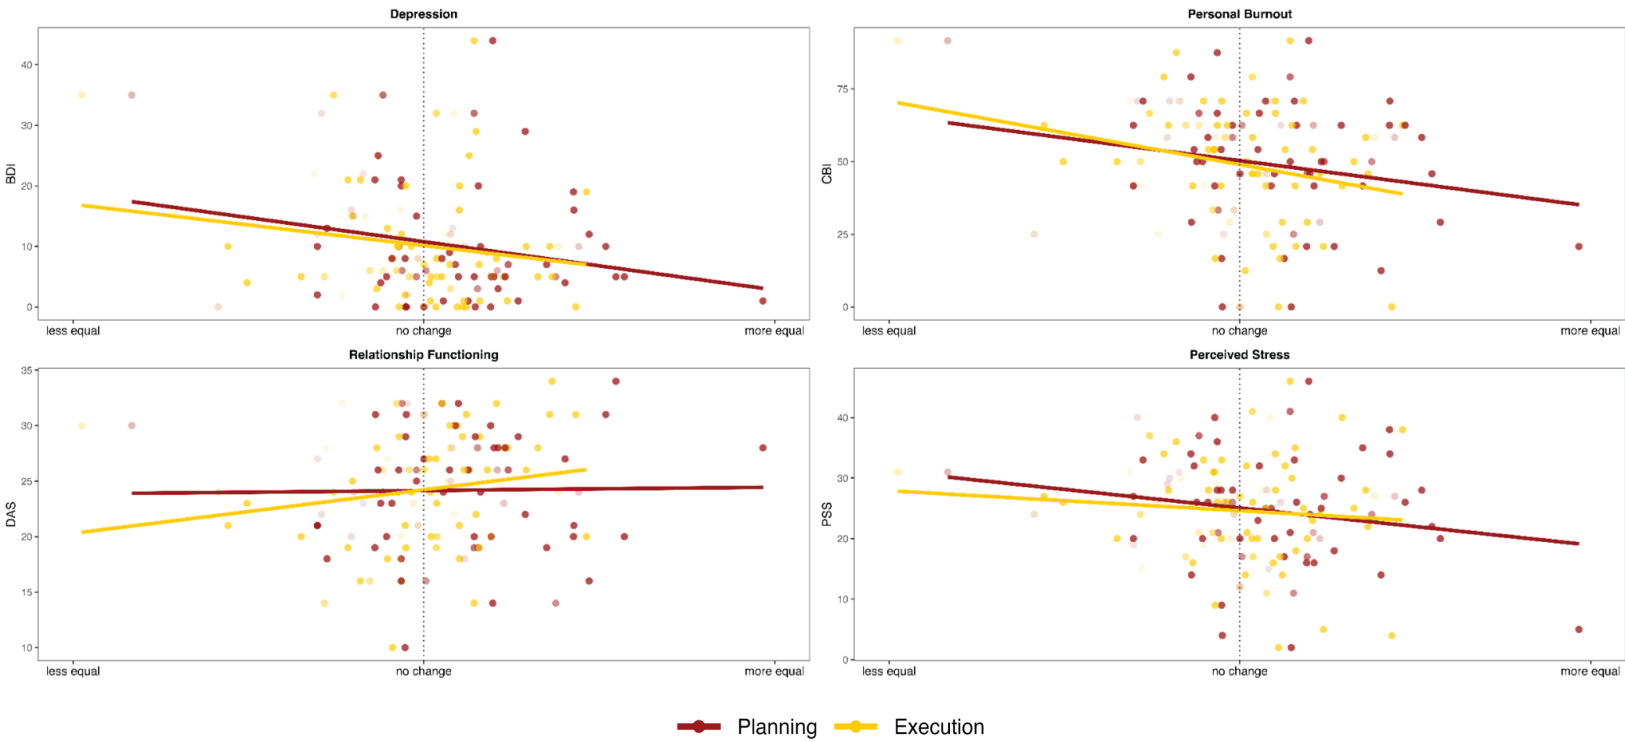 Depression
BDI
40
30
20
10
0
less equal no change more equal
Personal Burnout
CBI
75
50
25
0
less equal no change more equal
Relationship Functioning
DAS
35
30
25
20
15
10
less equal no change more equal
Perceived Stress
PSS
40
30
20
10
0
less equal no change more equal
Planning Execution